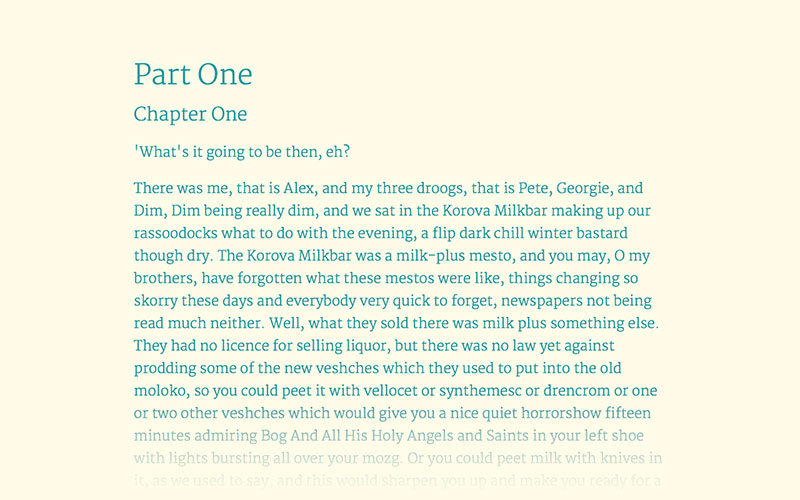 Part One
Chapter One
'What's it going to be then, eh?
There was me, that is Alex, and my three droogs, that is Pete, Georgie, and
Dim, Dim being really dim, and we sat in the Korova Milkbar making up our
rassoodocks what to do with the evening, a flip dark chill winter bastard
though dry. The Korova Milkbar was a milk-plus mesto, and you may, O my
brothers, have forgotten what these mestos were like, things changing so
skorry these days and everybody very quick to forget, newspapers not being
read much neither. Well, what they sold there was milk plus something else.
They had no licence for selling liquor, but there was no law yet against
prodding some of the new veshches which they used to put into the old
moloko, so you could peet it with vellocet or synthemesc or drencrom or one
or two other veshches which would give you a nice quiet horrorshow fifteen
minutes admiring Bog And All His Holy Angels and Saints in your left shoe
with lights bursting all over your mozg. Or you could peet milk with knives in
it, as we used to say, and this would sharpen you up and make you ready for a